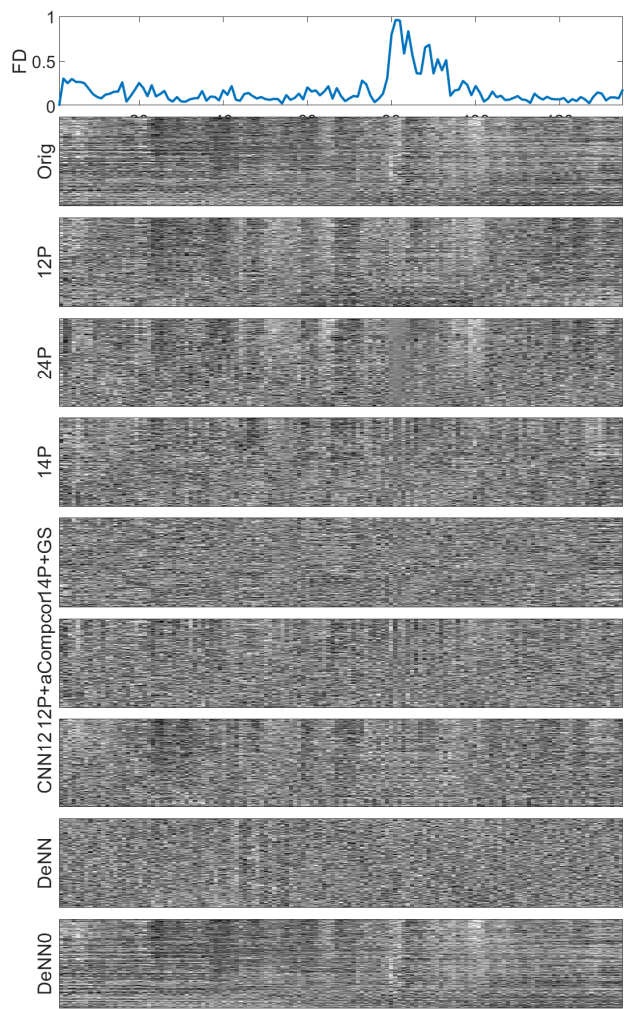 1
0.5
0
FD
Orig
12P
24P
14P
14P+GS
12P+aCompcor
CNN12
DeNN
DeNN0